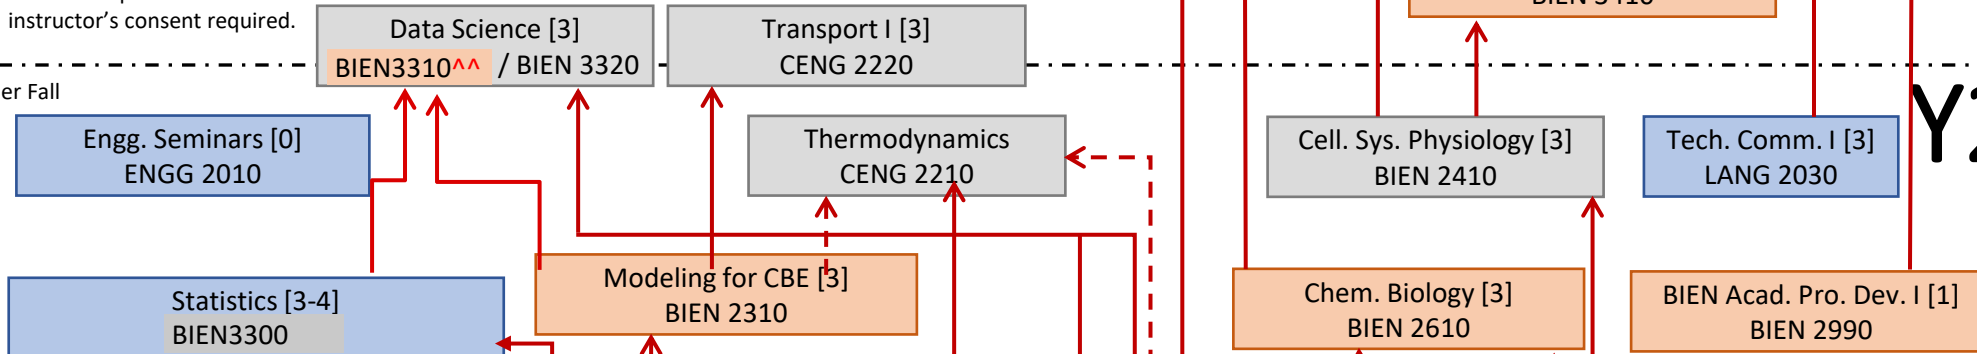 instructor’s consent required.
Data Science [3]
BIEN3310^^ / BIEN 3320
Transport I [3]
CENG 2220
er Fall
Engg. Seminars [0]
ENGG 2010
Thermodynamics
CENG 2210
Cell. Sys. Physiology [3]
BIEN 2410
Tech. Comm. I [3]
LANG 2030
Statistics [3-4]
BIEN3300
Modeling for CBE [3]
BIEN 2310
Chem. Biology [3]
BIEN 2610
BIEN Acad. Pro. Dev. I [1]
BIEN 2990